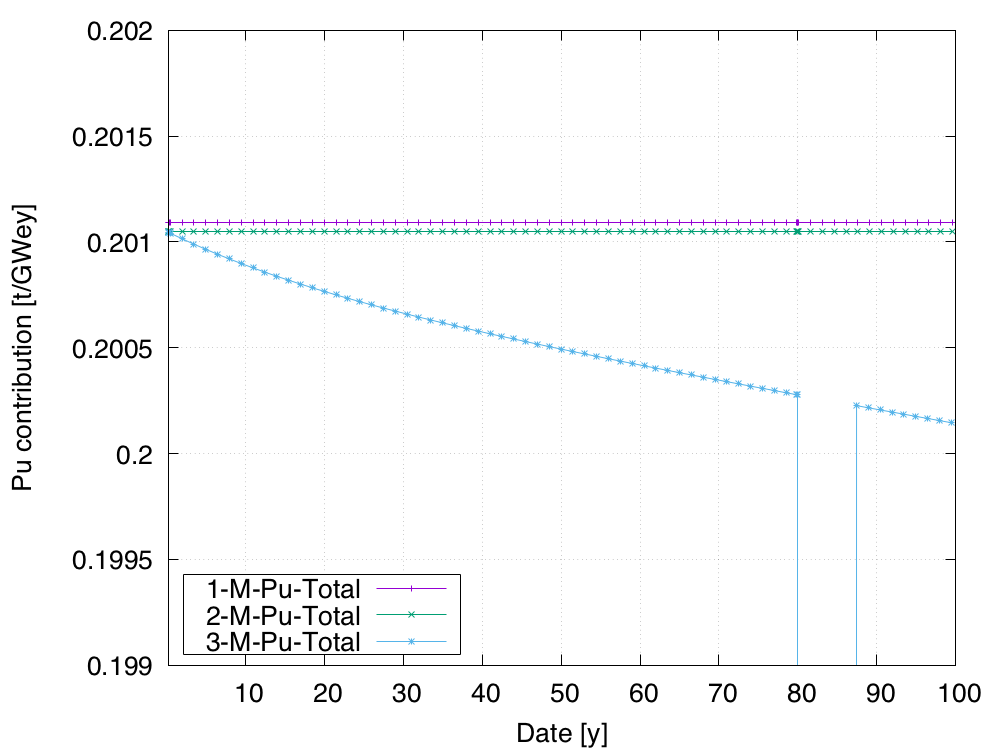 0.202
0.2015
0.201
0.2005
0.2
0.1995
0.199
Pu contribution [t/GWey]
1-M-Pu-Total
2-M-Pu-Total
3-M-Pu-Total
10 20 30 40 50 60 70 80 90 100
Date [y]